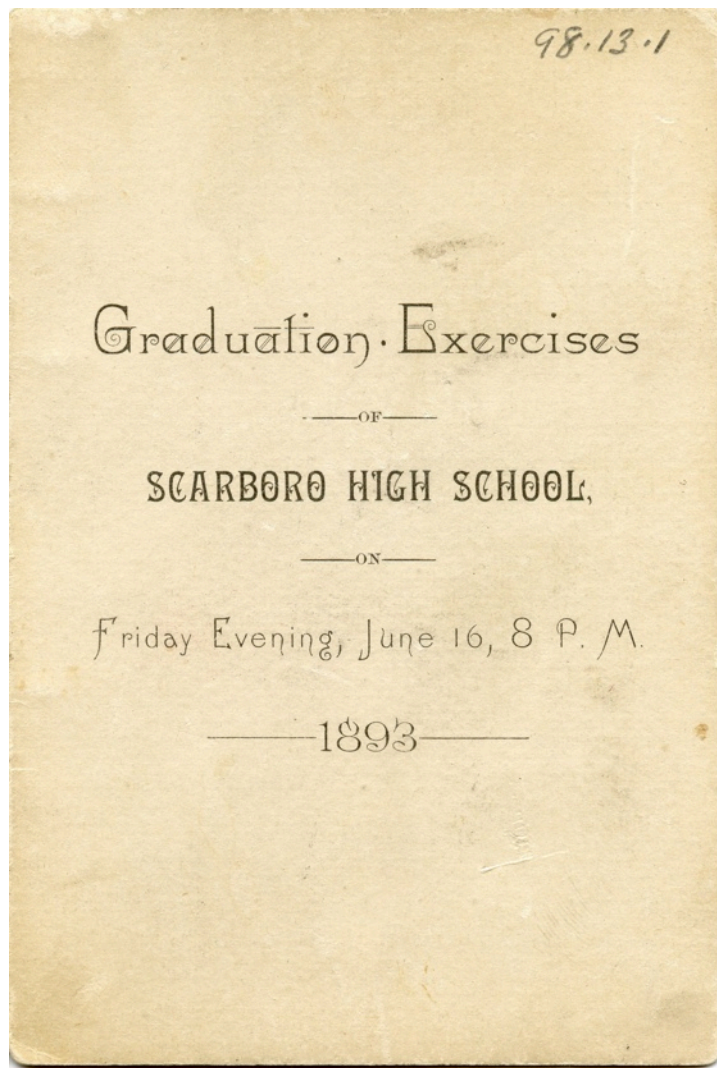 98.13.1
Graduation · Exercises
OF
SCARBORO HIGH SCHOOL,
ON
Friday Evening, June 16, 8 P. M.
1893